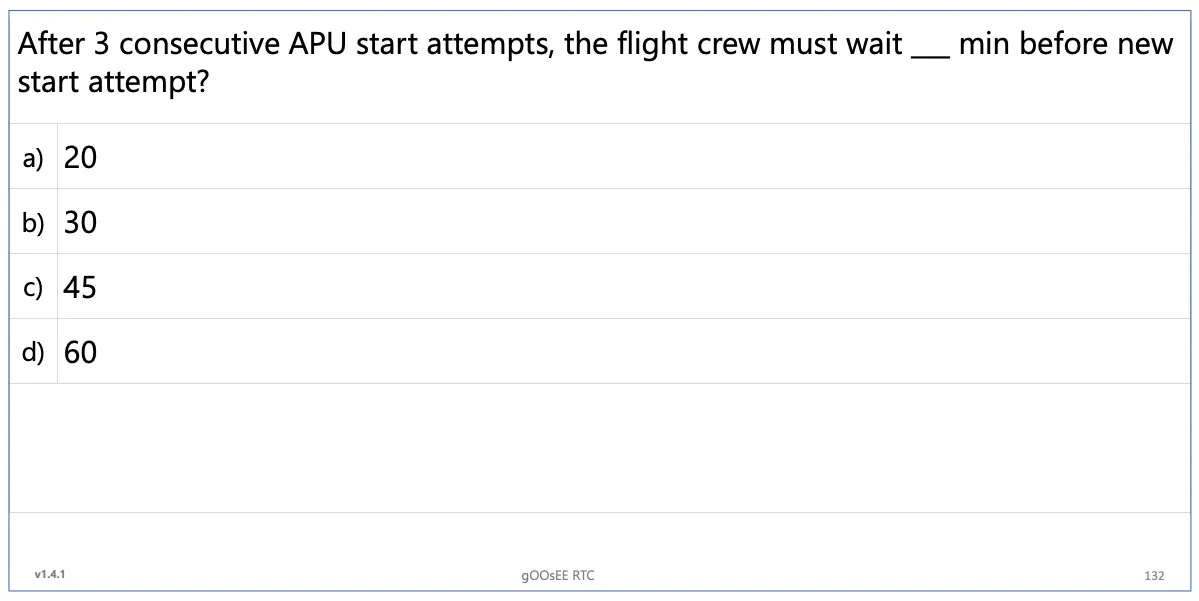 After 3 consecutive APU start attempts, the flight crew must wait ___ min before new
start attempt?
a) 20
b) 30
c) 45
d) 60
v1.4.1 gOOsEE RTC 132